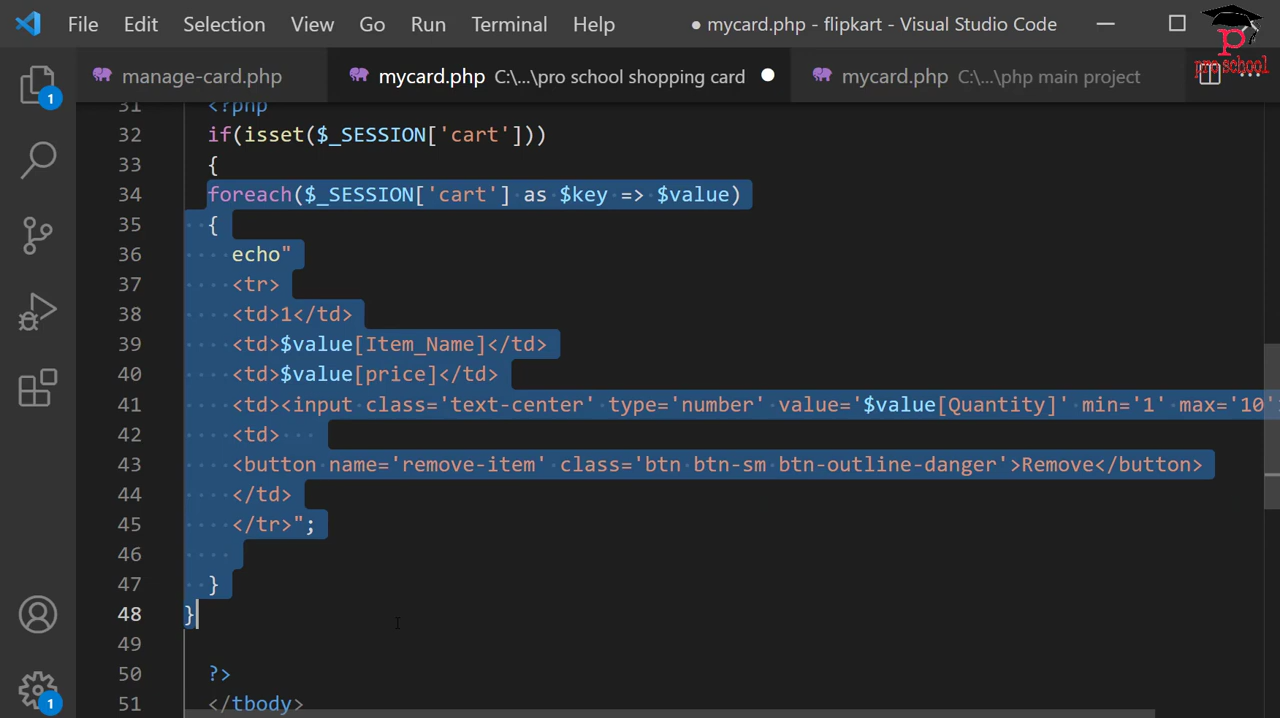 File Edit Selection View Go Run Terminal Help ● mycard.php - flipkart - Visual Studio Code
p
pro school
manage-card.php mycard.php C:\...\pro school shopping card mycard.php C:\...\php main project
1
31 <?php
32 if(isset($_SESSION['cart']))
33 {
34 foreach($_SESSION['cart'] as $key => $value)
35 {
36 echo"
37 <tr>
38 <td>1</td>
39 <td>$value[Item_Name]</td>
40 <td>$value[price]</td>
41 <td><input class='text-center' type='number' value='$value[Quantity]' min='1' max='10'
42 <td>
43 <button name='remove-item' class='btn btn-sm btn-outline-danger'>Remove</button>
44 </td>
45 </tr>";
46
47 }
48 }
49
50 ?>
51 </tbody>
1